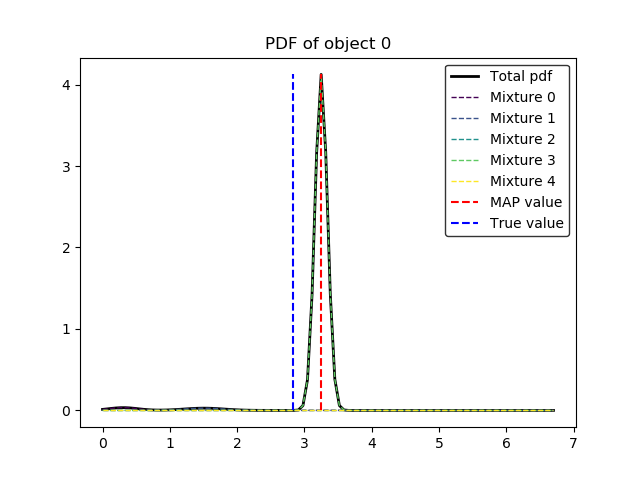 PDF of object 0
Total pdf
Mixture 0
Mixture 1
Mixture 2
Mixture 3
Mixture 4
MAP value
True value
4
3
2
1
0
0 1 2 3 4 5 6 7